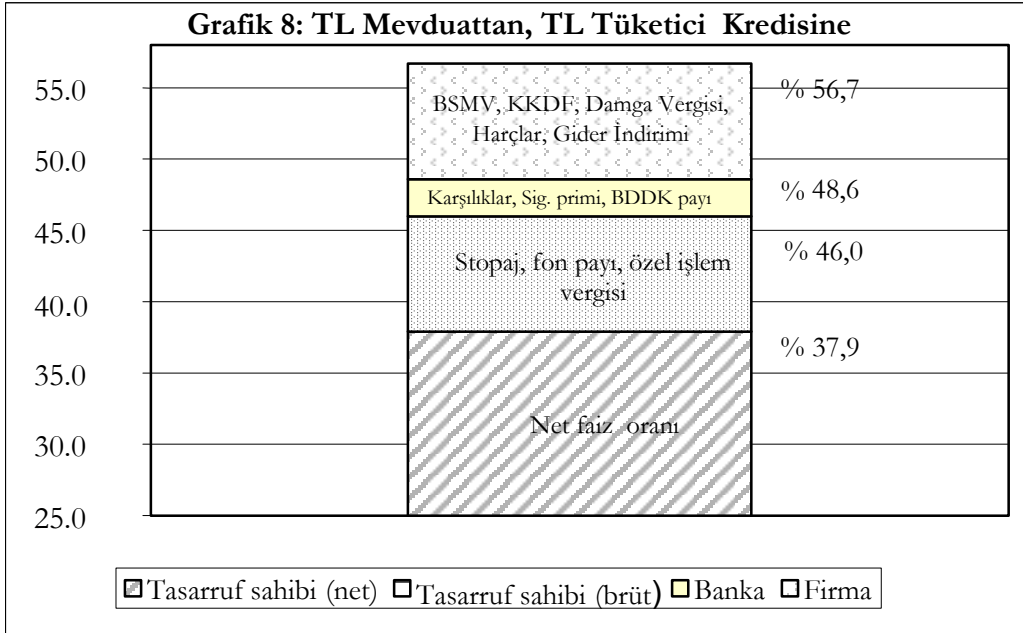 Grafik 8: TL Mevduattan, TL Tüketici Kredisine
55.0
50.0
45.0
40.0
35.0
30.0
25.0
BSMV, KKDF, Damga Vergisi,
Harçlar, Gider İndirimi
Karşılıklar, Sig. primi, BDDK payı
Stopaj, fon payı, özel işlem
vergisi
Net faiz oranı
% 56,7
% 48,6
% 46,0
% 37,9
Tasarruf sahibi (net) Tasarruf sahibi (brüt) Banka Firma